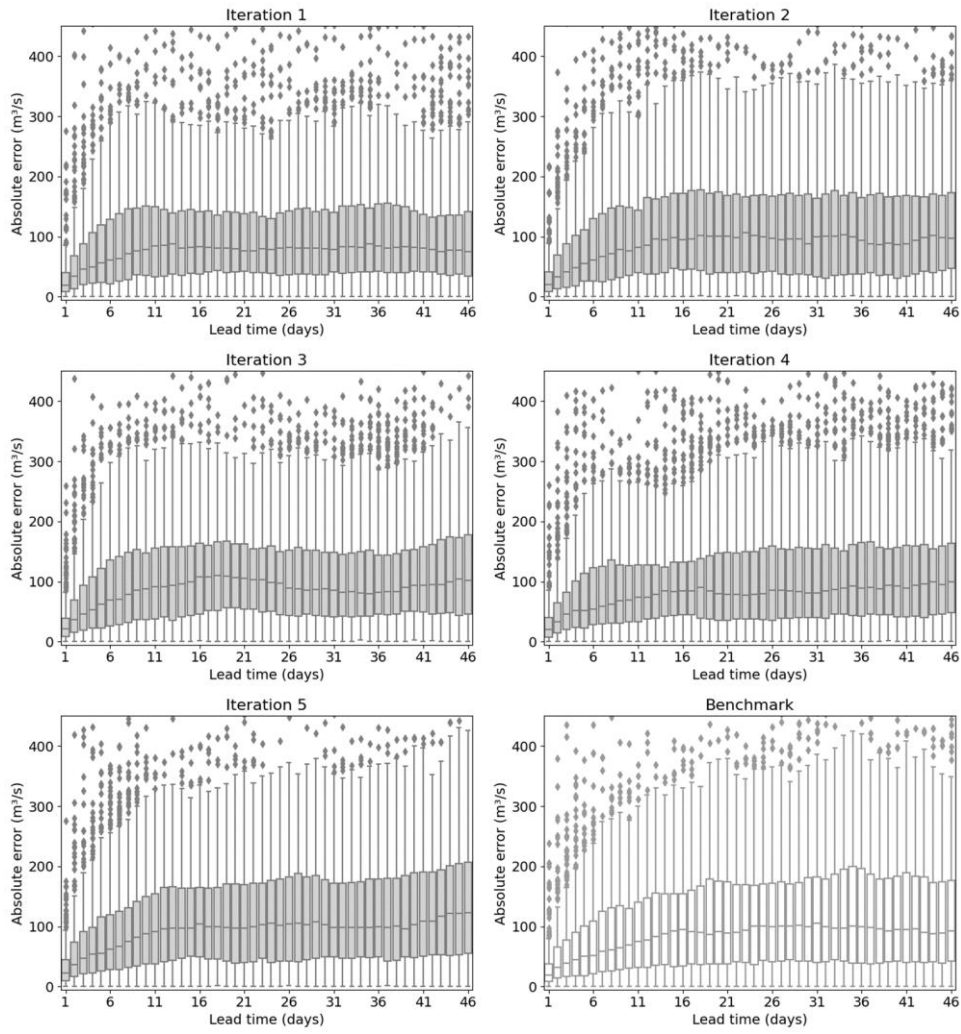 Iteration 1
Absolute error (m³/s)
400
300
200
100
0
1 6 11 16 21 26 31 36 41 46
Lead time (days)
Iteration 2
Absolute error (m³/s)
400
300
200
100
0
1 6 11 16 21 26 31 36 41 46
Lead time (days)
Iteration 3
Absolute error (m³/s)
400
300
200
100
0
1 6 11 16 21 26 31 36 41 46
Lead time (days)
Iteration 4
Absolute error (m³/s)
400
300
200
100
0
1 6 11 16 21 26 31 36 41 46
Lead time (days)
Iteration 5
Absolute error (m³/s)
400
300
200
100
0
1 6 11 16 21 26 31 36 41 46
Lead time (days)
Benchmark
Absolute error (m³/s)
400
300
200
100
0
1 6 11 16 21 26 31 36 41 46
Lead time (days)